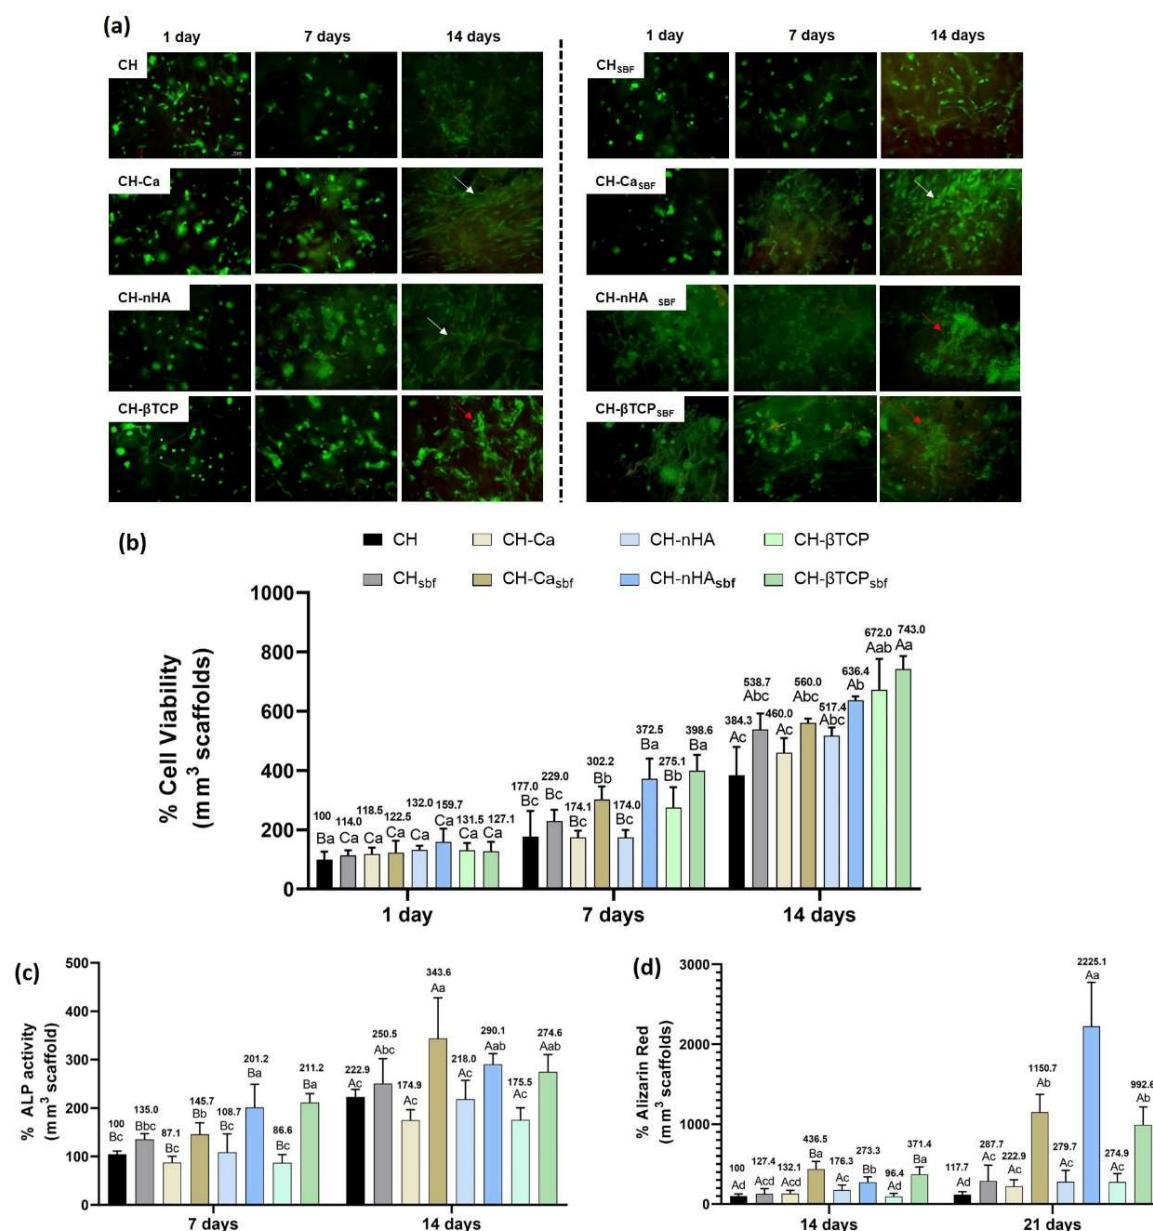 (a)
1 day 7 days 14 days 1 day 7 days 14 days
CH CHSBF
CH-Ca CH-CaSBF
CH-nHA CH-nHA SBF
CH-βTCP CH-βTCPSBF
(b)
CH CH-Ca CH-nHA CH-βTCP
CHsbf CH-Casbf CH-nHAsbf CH-βTCPsbf
% Cell Viability
(mm³ scaffolds)
1000
800
600
400
200
0
100 114.0 118.5 122.5 132.0 159.7 131.5 127.1
Ba Ca Ca Ca Ca Ca Ca Ca
177.0 229.0 174.1 302.2 174.0 372.5 275.1 398.6
Bc Bc Bc Bb Bc Ba Bb Ba
384.3 538.7 460.0 560.0 517.4 636.4 672.0 743.0
Ac Abc Ac Abc Abc Ab Aab Aa
1 day 7 days 14 days
(c)
% ALP activity
(mm³ scaffold)
500
400
300
200
100
0
100 135.0 87.1 145.7 108.7 201.2 86.6 211.2
Bc Bbc Bc Bb Bc Ba Bc Ba
222.9 250.5 174.9 343.6 218.0 290.1 175.5 274.6
Ac Abc Ac Aa Ac Aab Ac Aab
7 days 14 days
(d)
% Alizarin Red
(mm³ scaffolds)
3000
2000
1000
0
100 127.4 132.1 436.5 176.3 273.3 96.4 371.4
Ad Acd Acd Ba Ac Bb Ad Ba
117.7 287.7 222.9 1150.7 279.7 2225.1 274.9 992.6
Ad Ac Ac Ab Ac Aa Ac Ab
14 days 21 days